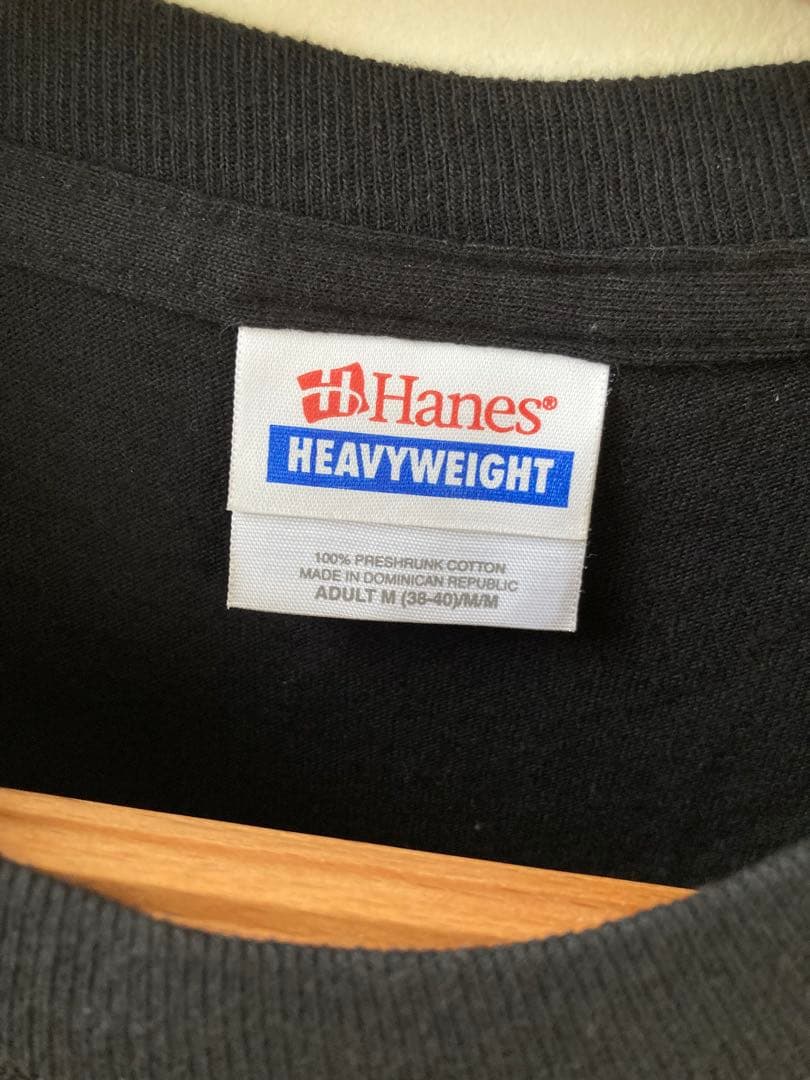 Hanes®
HEAVYWEIGHT
100% PRESHRUNK COTTON
MADE IN DOMINICAN REPUBLIC
ADULT M (38-40)/M/M